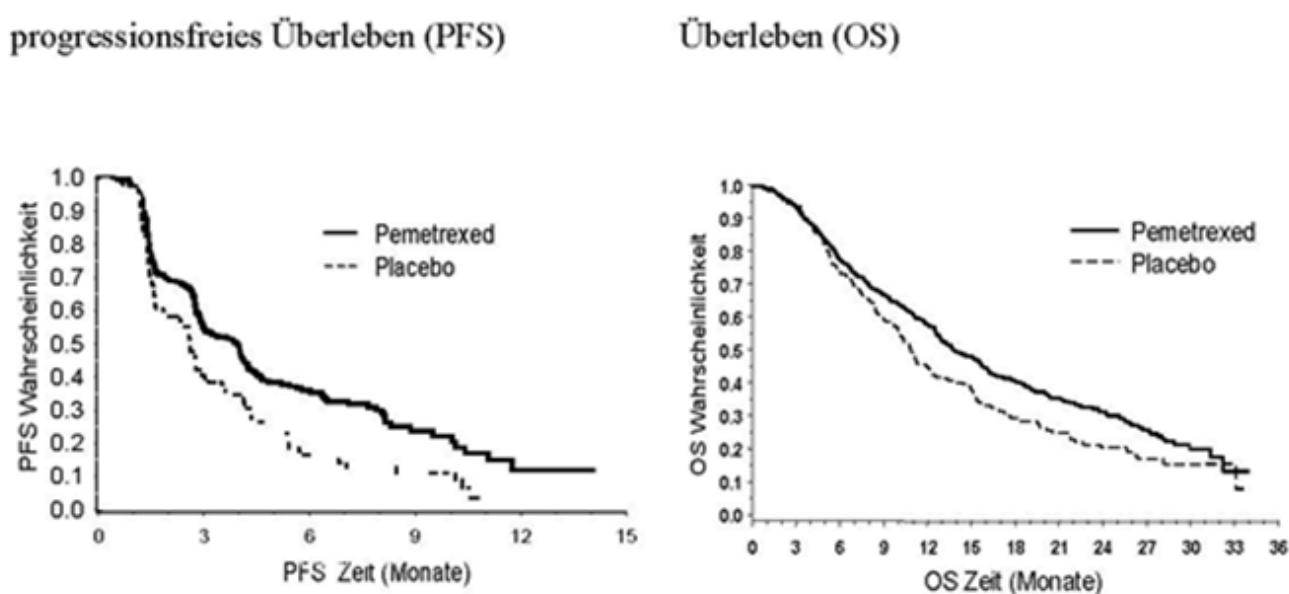 progressionsfreies Überleben (PFS)
Überleben (OS)
PFS Wahrscheinlichkeit
1.0
0.9
0.8
0.7
0.6
0.5
0.4
0.3
0.2
0.1
0.0
Pemetrexed
Placebo
0 3 6 9 12 15
PFS Zeit (Monate)
OS Wahrscheinlichkeit
1.0
0.9
0.8
0.7
0.6
0.5
0.4
0.3
0.2
0.1
0.0
Pemetrexed
Placebo
0 3 6 9 12 15 18 21 24 27 30 33 36
OS Zeit (Monate)